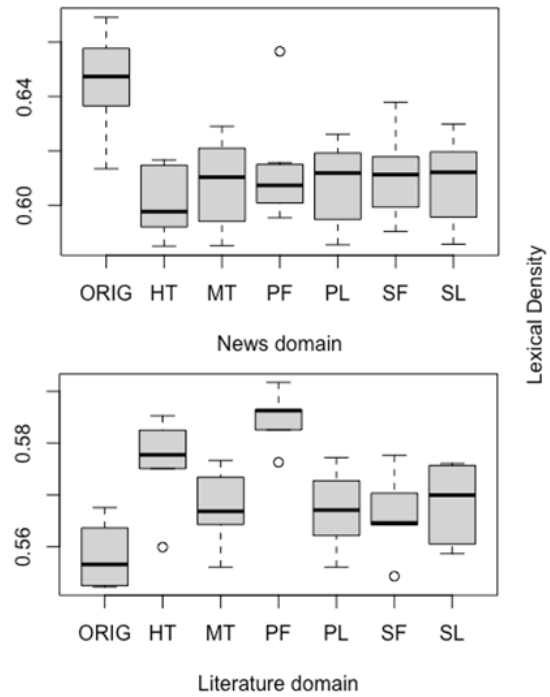 0.64
0.60
ORIG HT MT PF PL SF SL
News domain
Lexical Density
0.58
0.56
ORIG HT MT PF PL SF SL
Literature domain